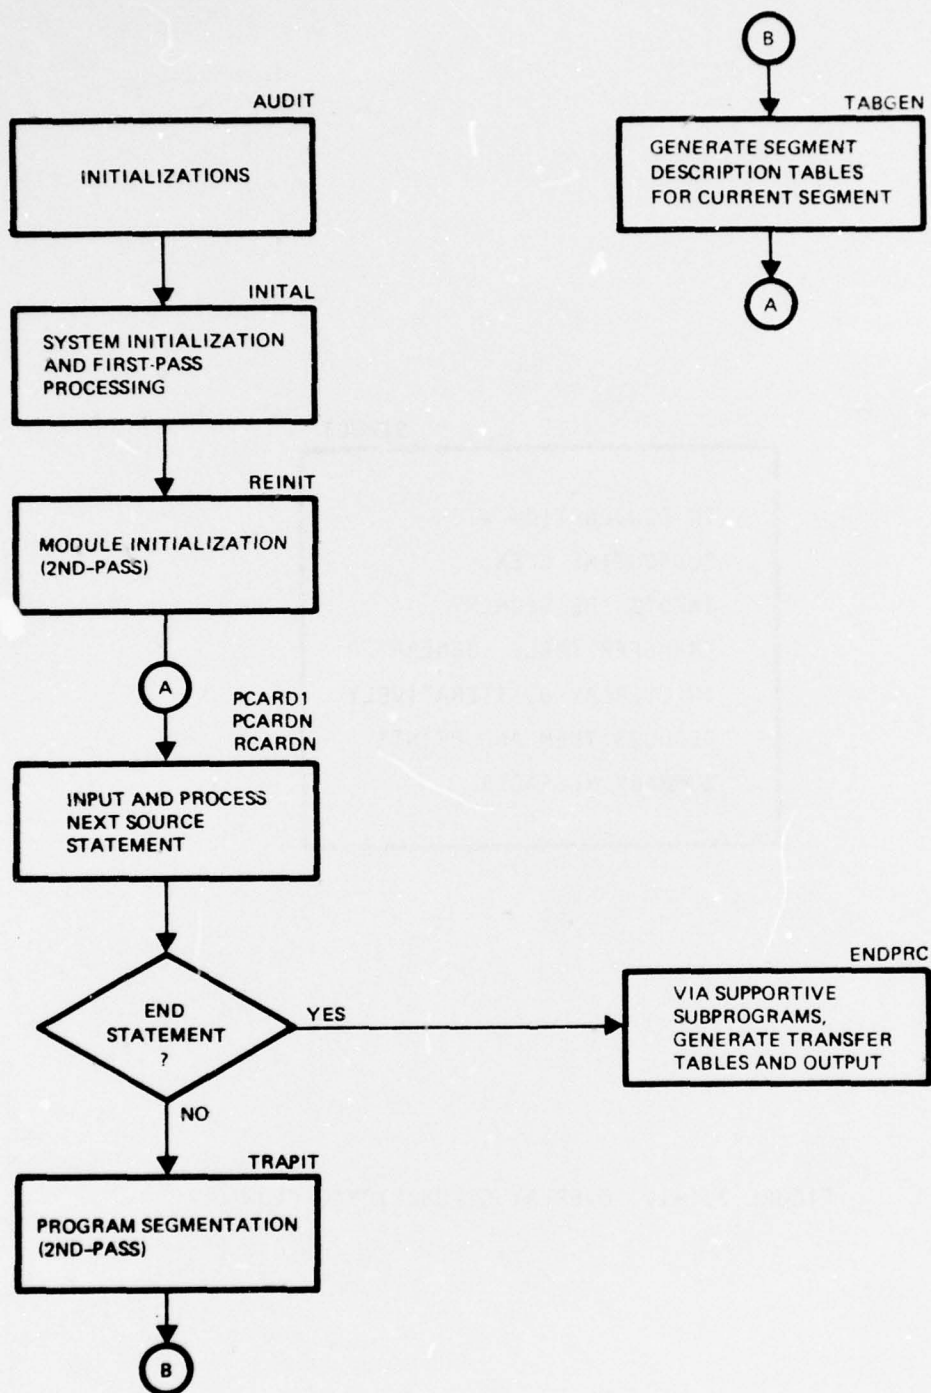 AUDIT
INITIALIZATIONS
INITAL
SYSTEM INITIALIZATION
AND FIRST-PASS
PROCESSING
REINIT
MODULE INITIALIZATION
(2ND-PASS)
A
PCARD1
PCARDN
RCARDN
INPUT AND PROCESS
NEXT SOURCE
STATEMENT
END
STATEMENT
?
YES
NO
TRAPIT
PROGRAM SEGMENTATION
(2ND-PASS)
B
B
TABGEN
GENERATE SEGMENT
DESCRIPTION TABLES
FOR CURRENT SEGMENT
A
ENDPRC
VIA SUPPORTIVE
SUBPROGRAMS,
GENERATE TRANSFER
TABLES AND OUTPUT